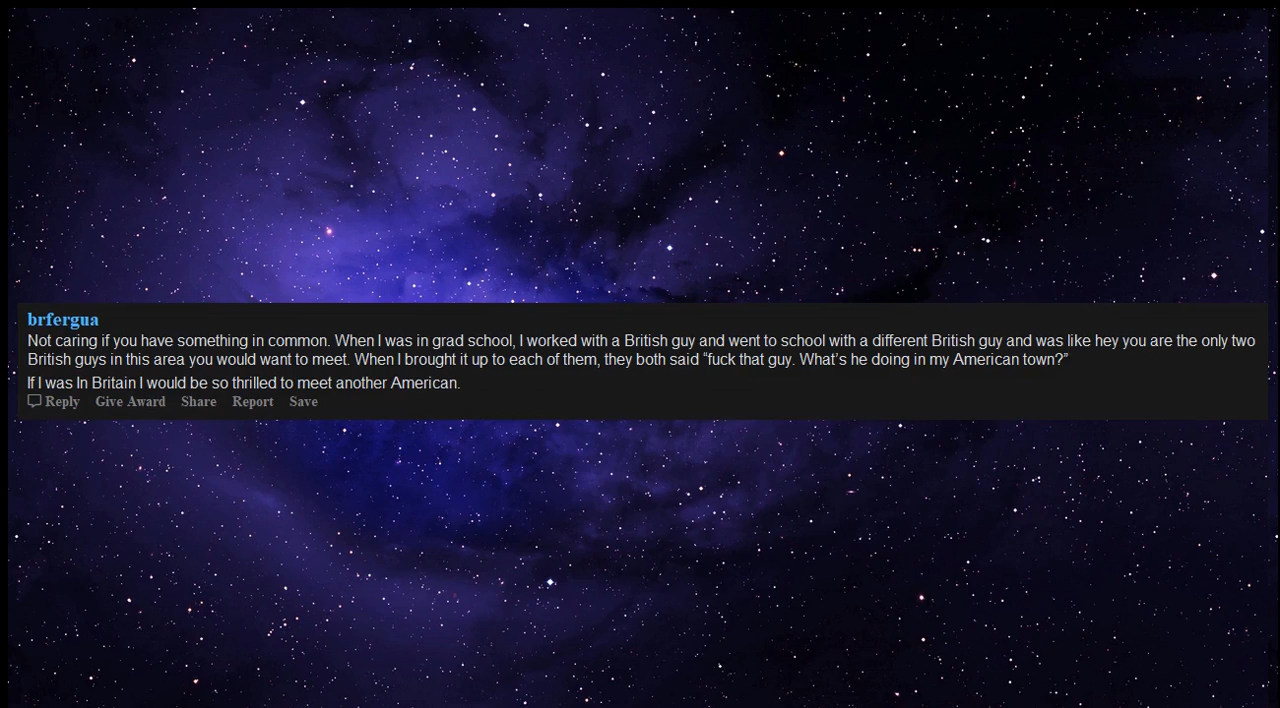 brfergua
Not caring if you have something in common. When I was in grad school, I worked with a British guy and went to school with a different British guy and was like hey you are the only two
British guys in this area you would want to meet. When I brought it up to each of them, they both said “fuck that guy. What’s he doing in my American town?”
If I was In Britain I would be so thrilled to meet another American.
Reply Give Award Share Report Save